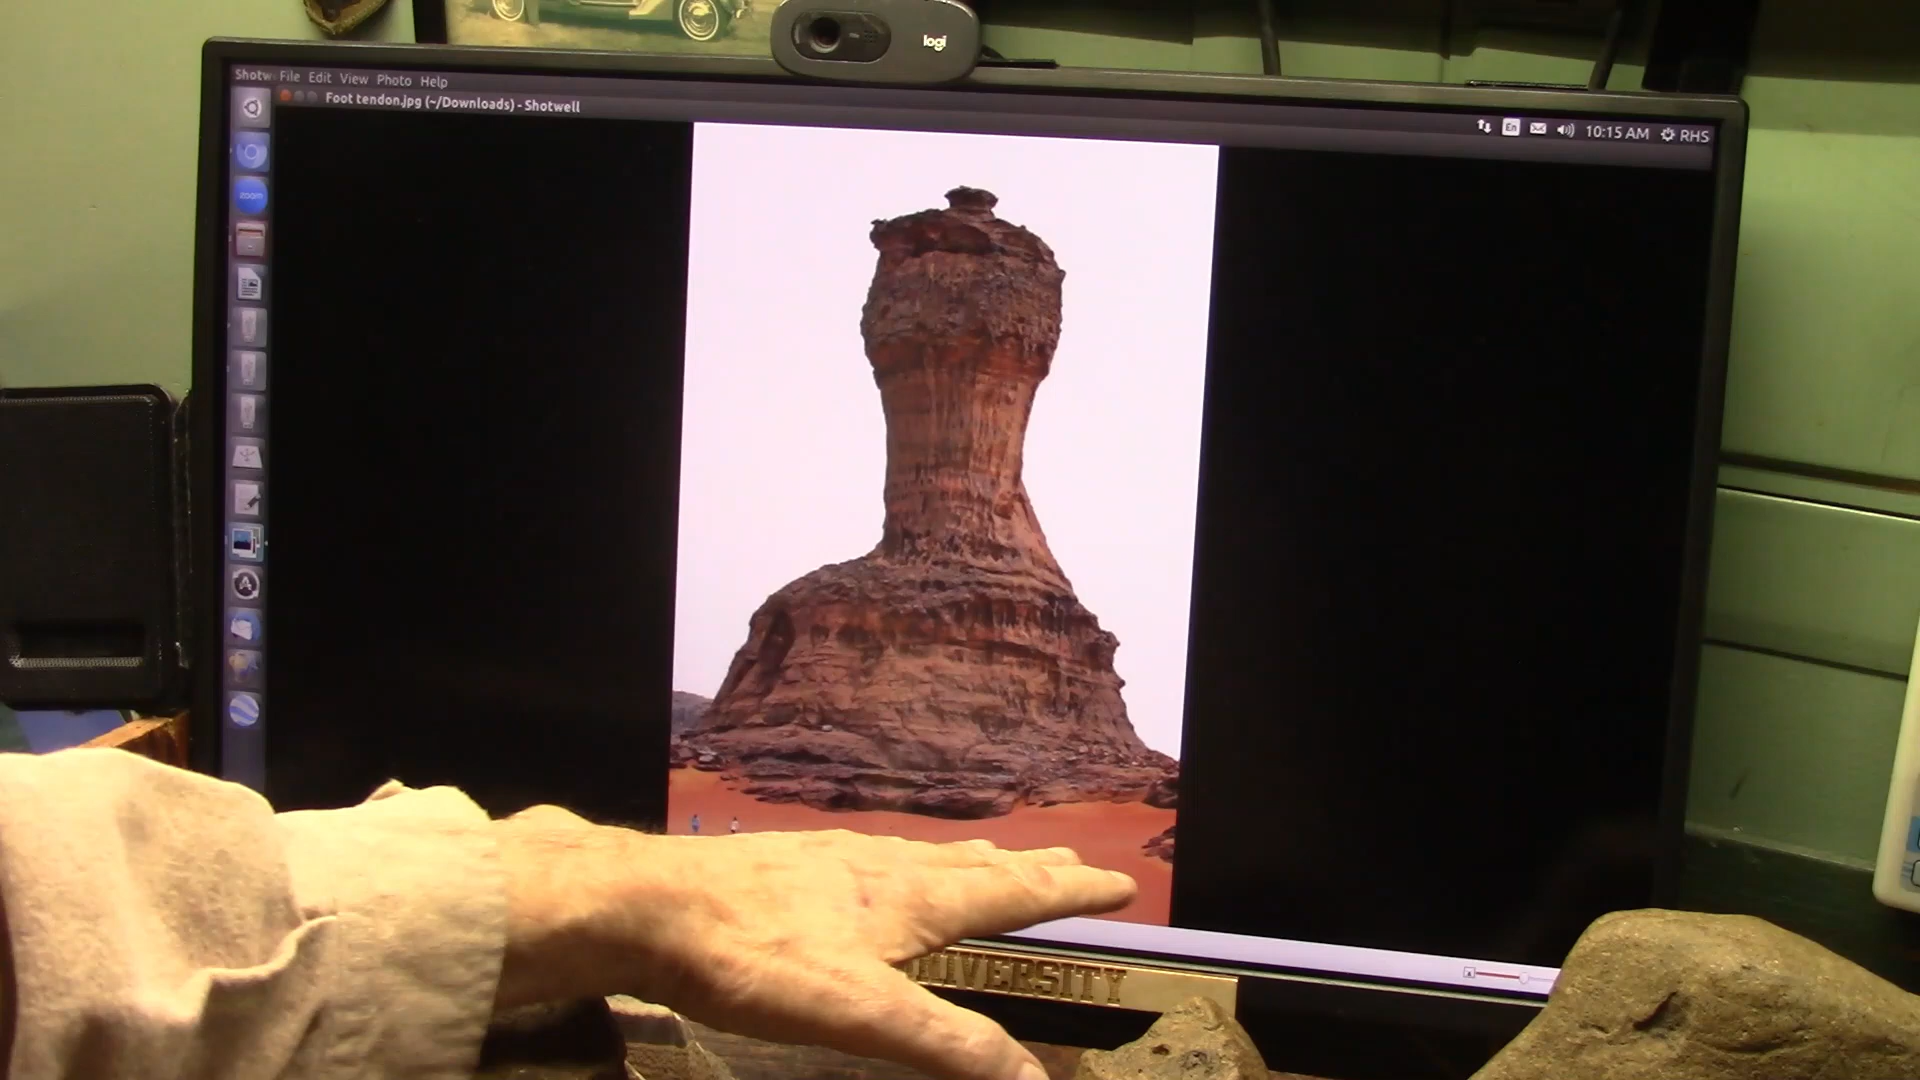 logi
Shotw File Edit View Photo Help
Foot tendon.jpg (~/Downloads) - Shotwell
En 10:15 AM RHS
zoom
UNIVERSITY